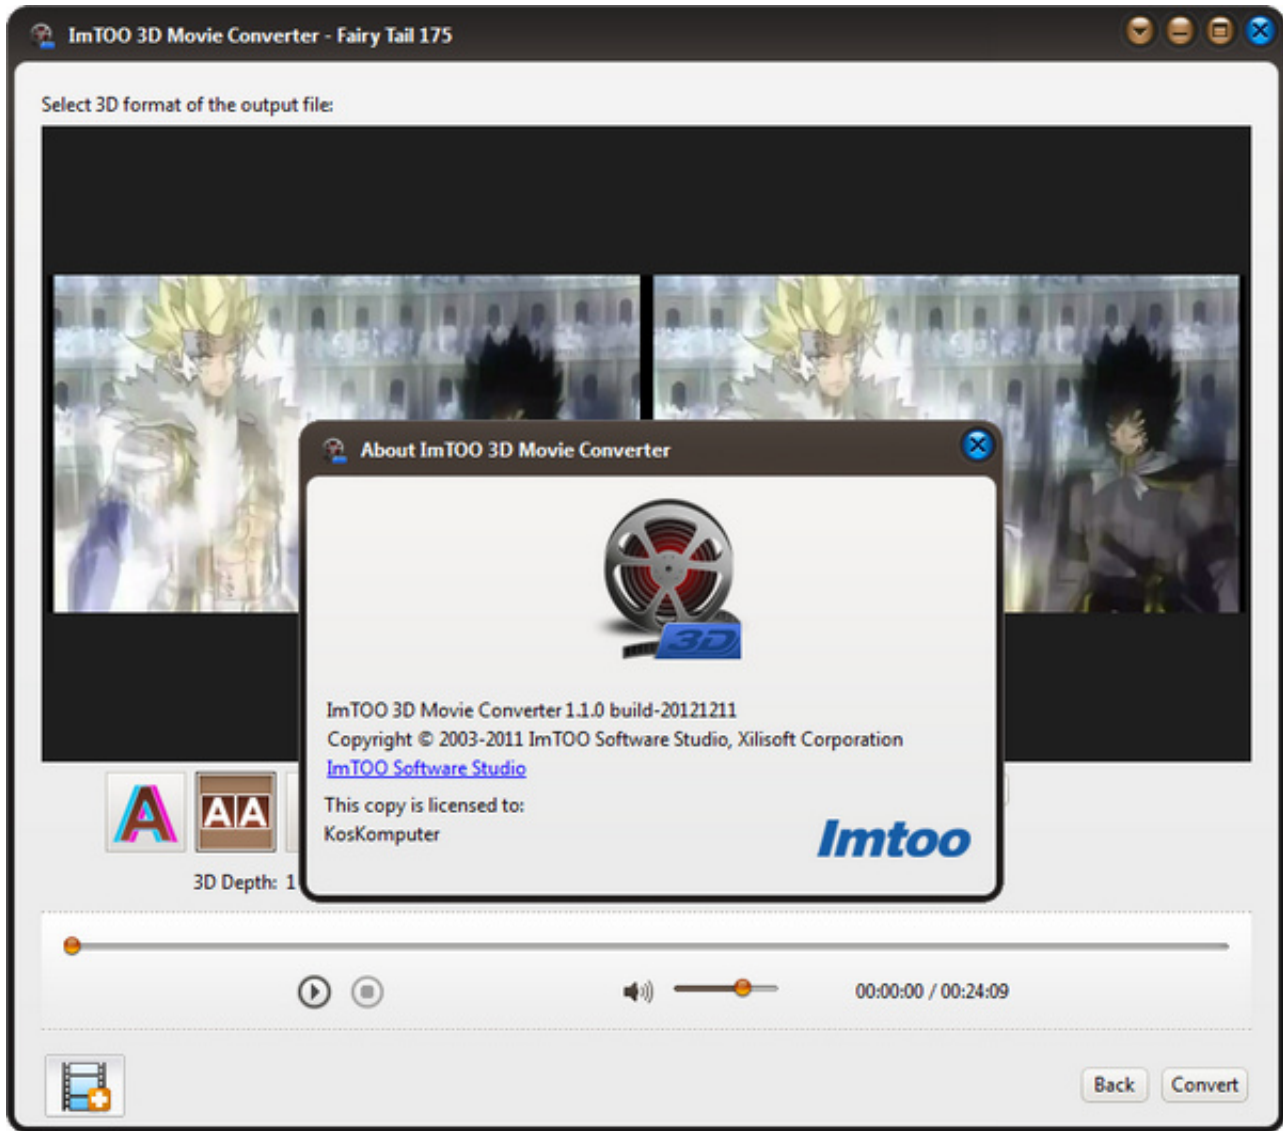 ImTOO 3D Movie Converter - Fairy Tail 175
Select 3D format of the output file:
About ImTOO 3D Movie Converter
3D
ImTOO 3D Movie Converter 1.1.0 build-20121211
Copyright © 2003-2011 ImTOO Software Studio, Xilisoft Corporation
ImTOO Software Studio
This copy is licensed to:
KosKomputer
Imtoo
A
AA
3D Depth: 1
00:00:00 / 00:24:09
Back
Convert